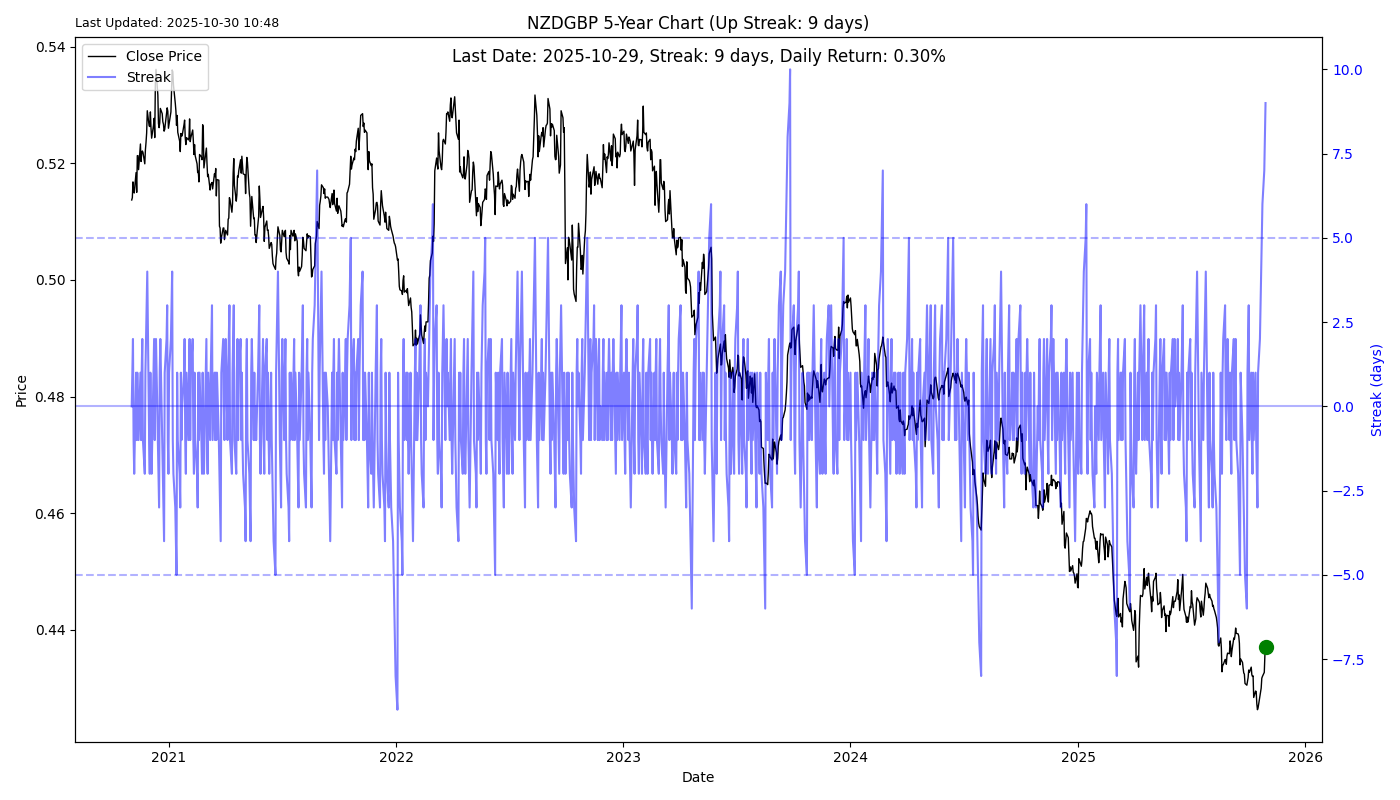 Last Updated: 2025-10-30 10:48
NZDGBP 5-Year Chart (Up Streak: 9 days)
Last Date: 2025-10-29, Streak: 9 days, Daily Return: 0.30%
Close Price
Streak
0.54
0.52
0.50
0.48
0.46
0.44
Price
10.0
7.5
5.0
2.5
0.0
−2.5
−5.0
−7.5
Streak (days)
2021 2022 2023 2024 2025 2026
Date